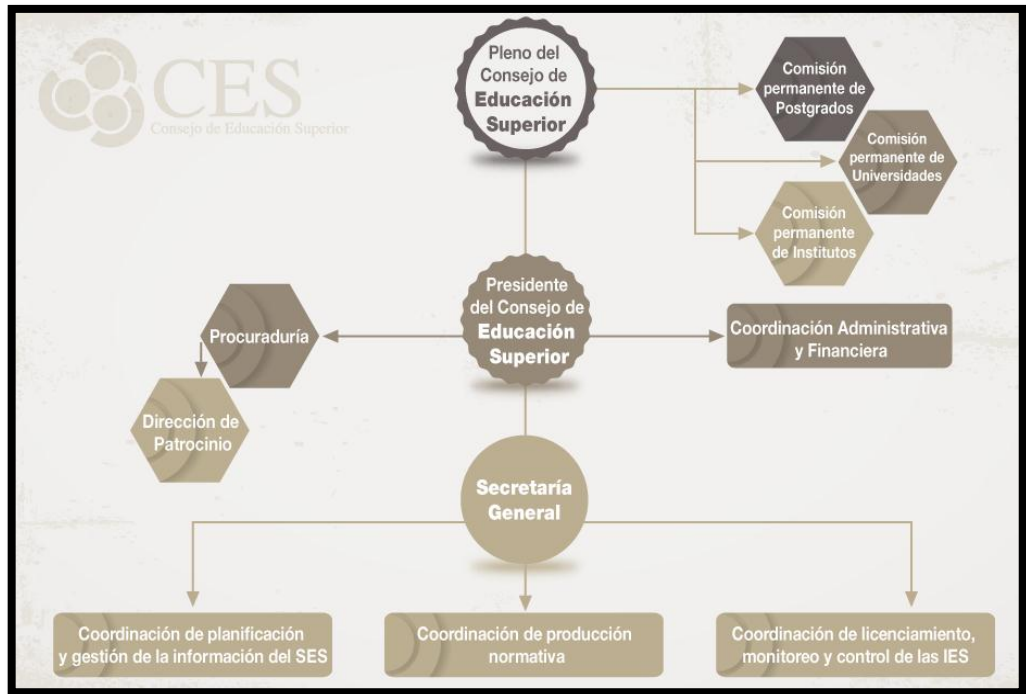 CES
Consejo de Educación Superior
Pleno del
Consejo de
Educación
Superior
Comisión
permanente de
Postgrados
Comisión
permanente de
Universidades
Comisión
permanente
de Institutos
Presidente
del Consejo de
Educación
Superior
Procuraduría
Coordinación Administrativa
y Financiera
Dirección de
Patrocinio
Secretaría
General
Coordinación de planificación
y gestión de la información del SES
Coordinación de producción
normativa
Coordinación de licenciamiento,
monitoreo y control de las IES